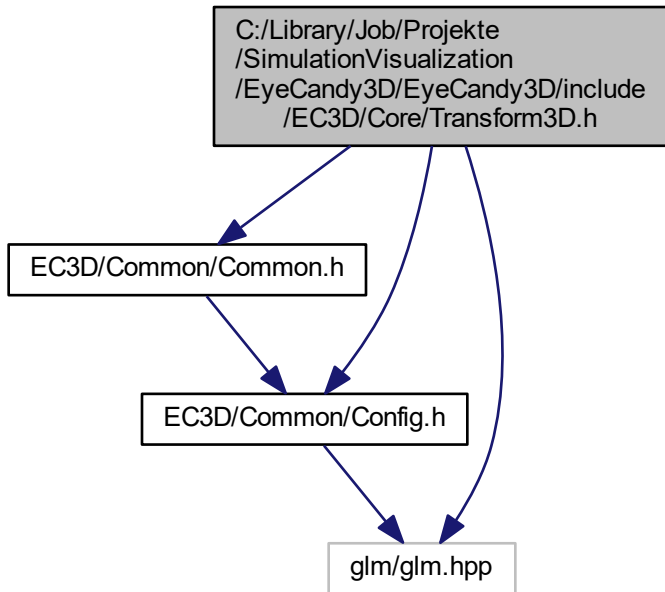 C:/Library/Job/Projekte
/SimulationVisualization
/EyeCandy3D/EyeCandy3D/include
/EC3D/Core/Transform3D.h
EC3D/Common/Common.h
EC3D/Common/Config.h
glm/glm.hpp